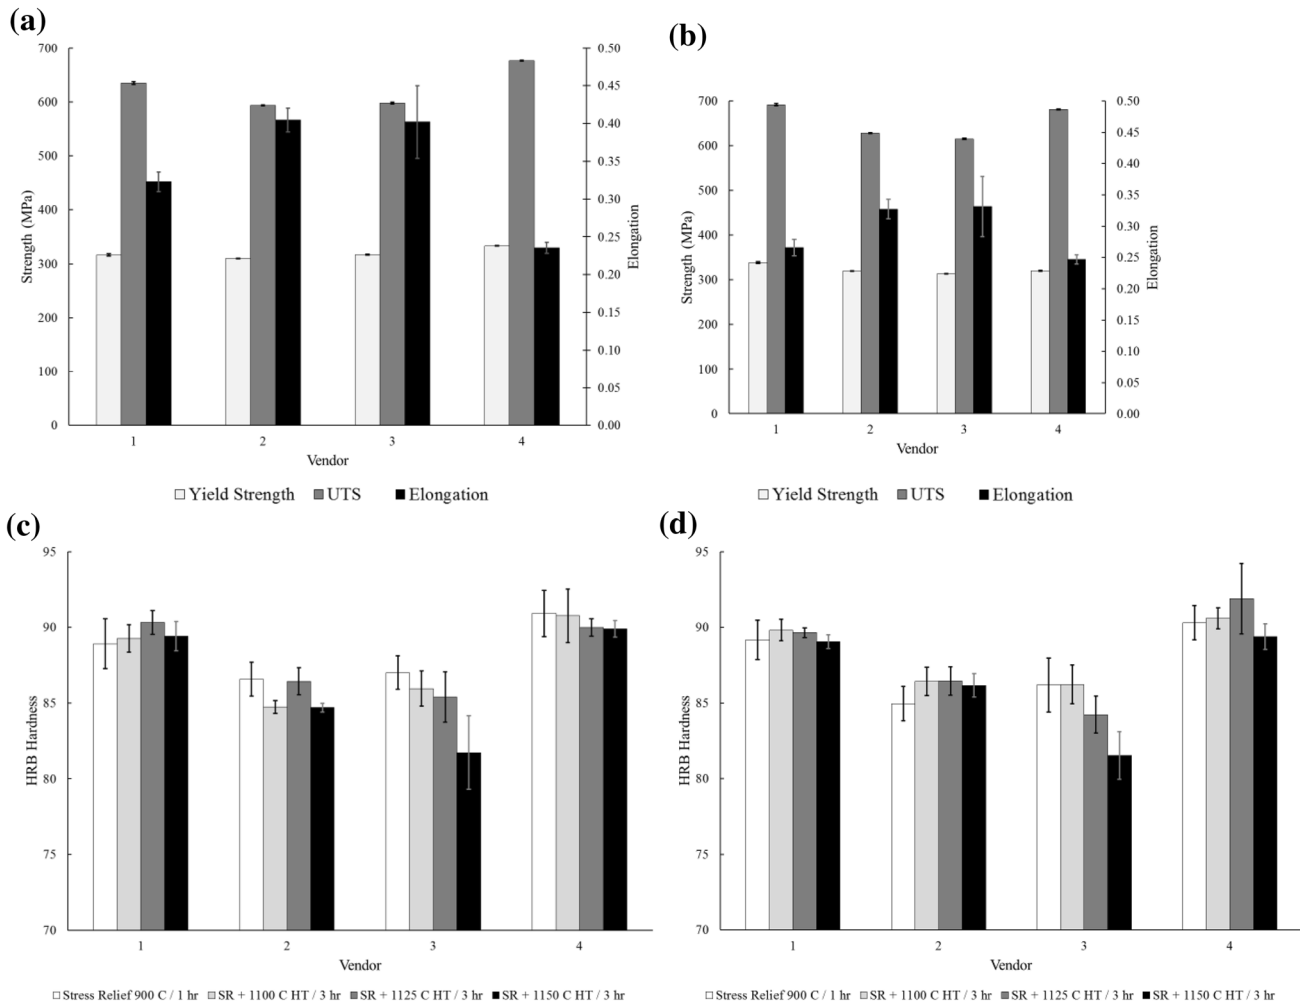 (a)
700
600
500
400
300
200
100
0
Strength (MPa)
0.50
0.45
0.40
0.35
0.30
0.25
0.20
0.15
0.10
0.05
0.00
Elongation
1 2 3 4
Vendor
Yield Strength UTS Elongation
(b)
700
600
500
400
300
200
100
0
Strength (MPa)
0.50
0.45
0.40
0.35
0.30
0.25
0.20
0.15
0.10
0.05
0.00
Elongation
1 2 3 4
Vendor
Yield Strength UTS Elongation
(c)
95
90
85
80
75
70
HRB Hardness
1 2 3 4
Vendor
Stress Relief 900 C / 1 hr SR + 1100 C HT / 3 hr SR + 1125 C HT / 3 hr SR + 1150 C HT / 3 hr
(d)
95
90
85
80
75
70
HRB Hardness
1 2 3 4
Vendor
Stress Relief 900 C / 1 hr SR + 1100 C HT / 3 hr SR + 1125 C HT / 3 hr SR + 1150 C HT / 3 hr